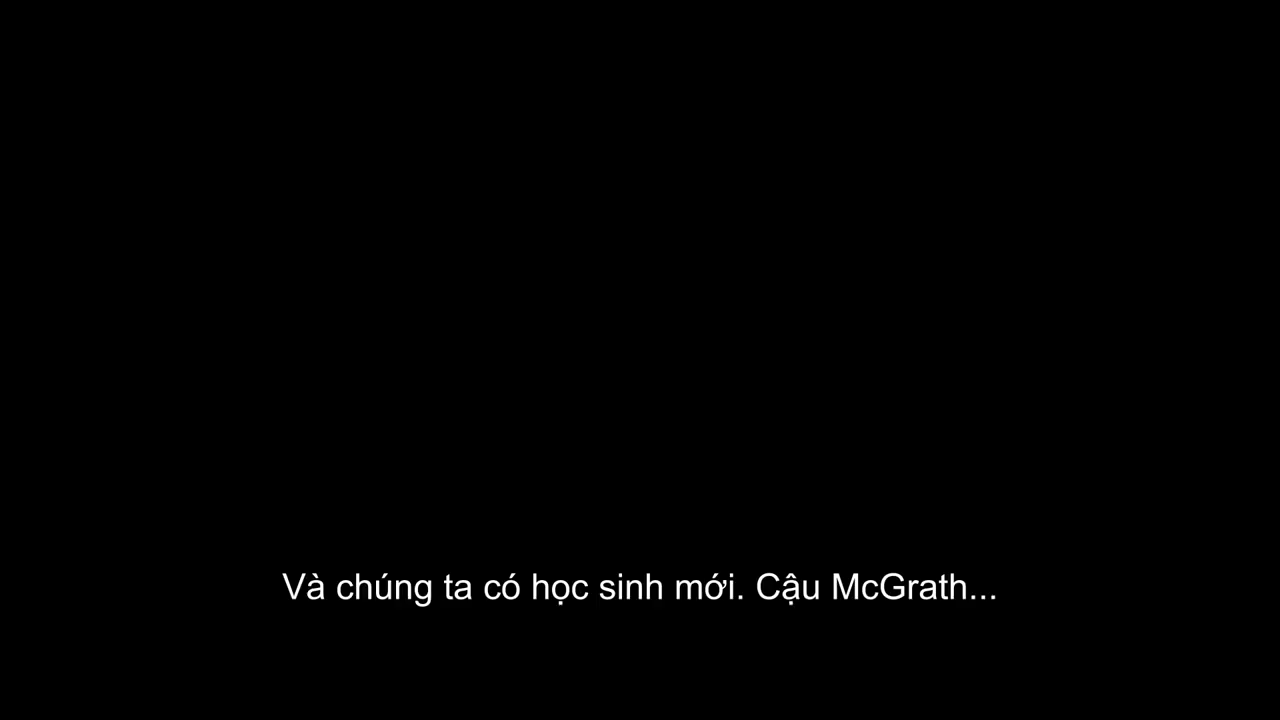 Và chúng ta có học sinh mới. Cậu McGrath...